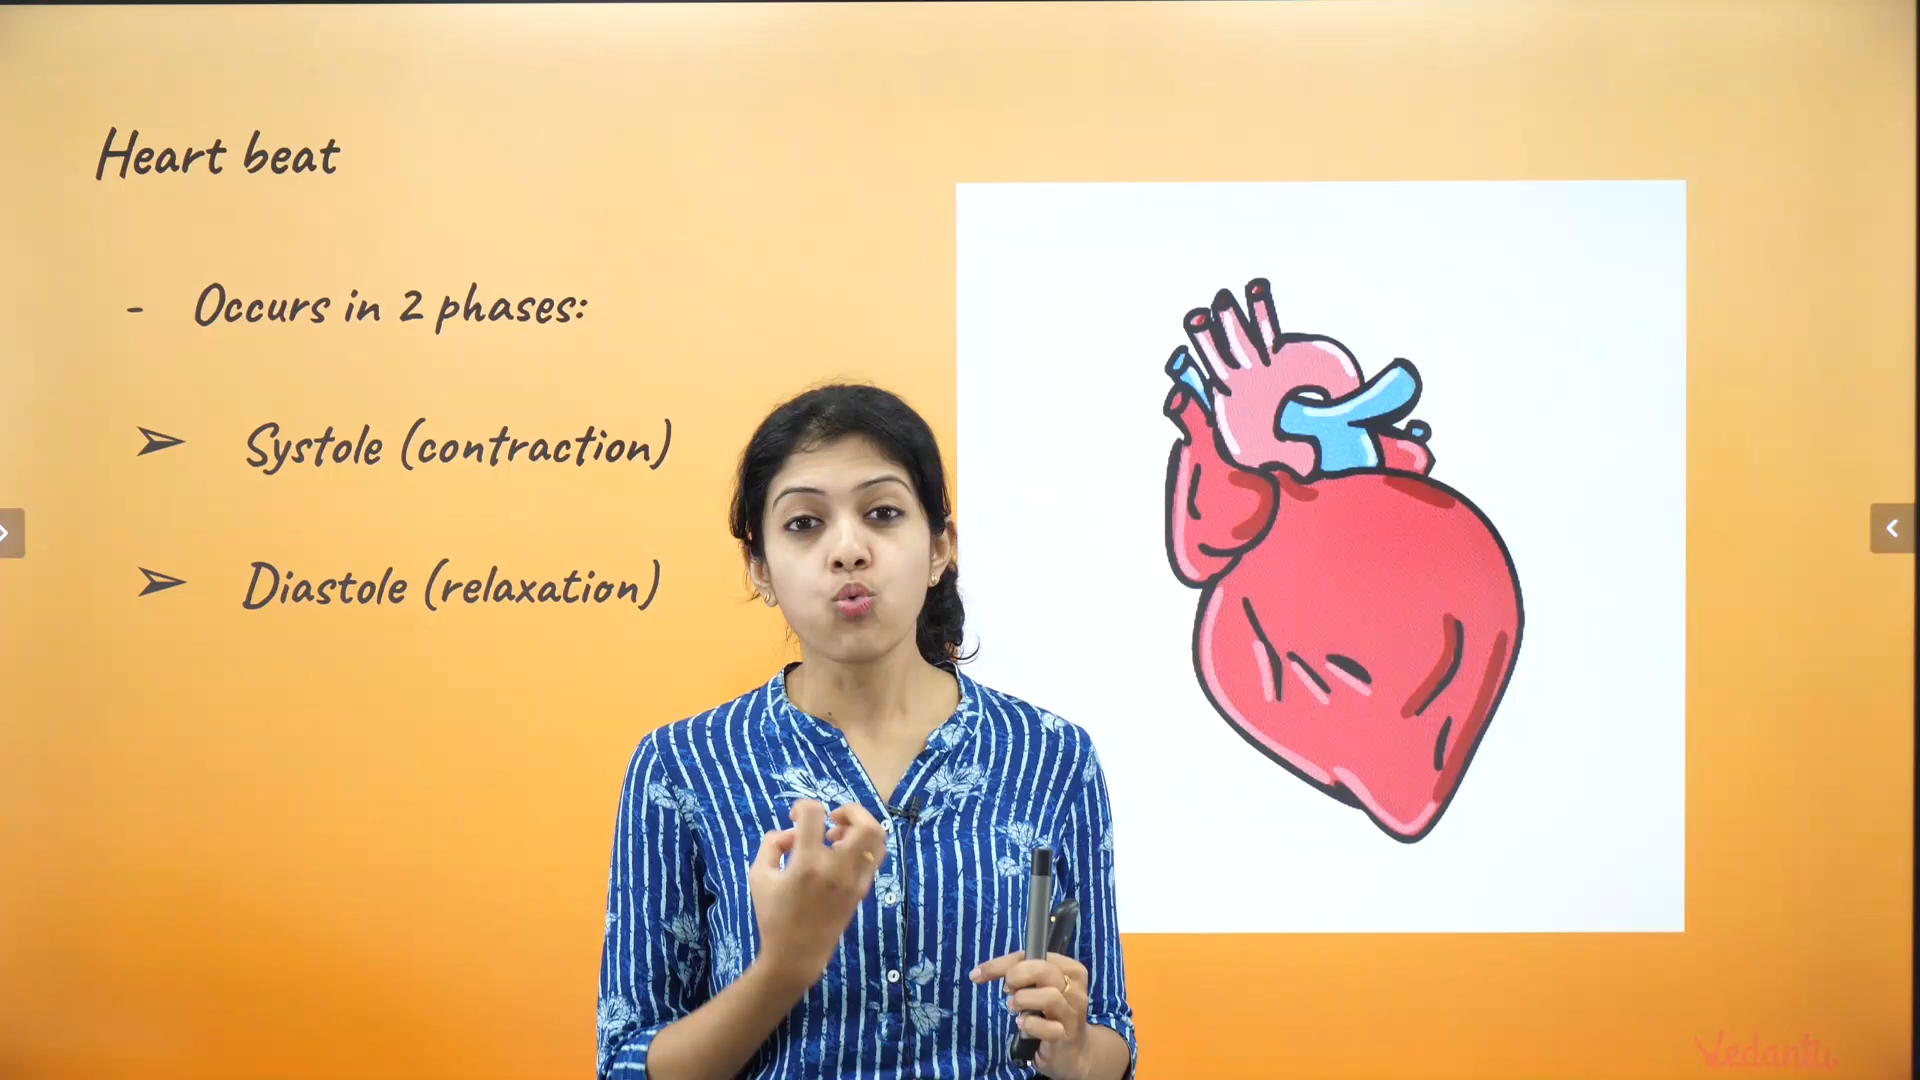 Heart beat
- Occurs in 2 phases:
➢ Systole (contraction)
➢ Diastole (relaxation)
Vedantu